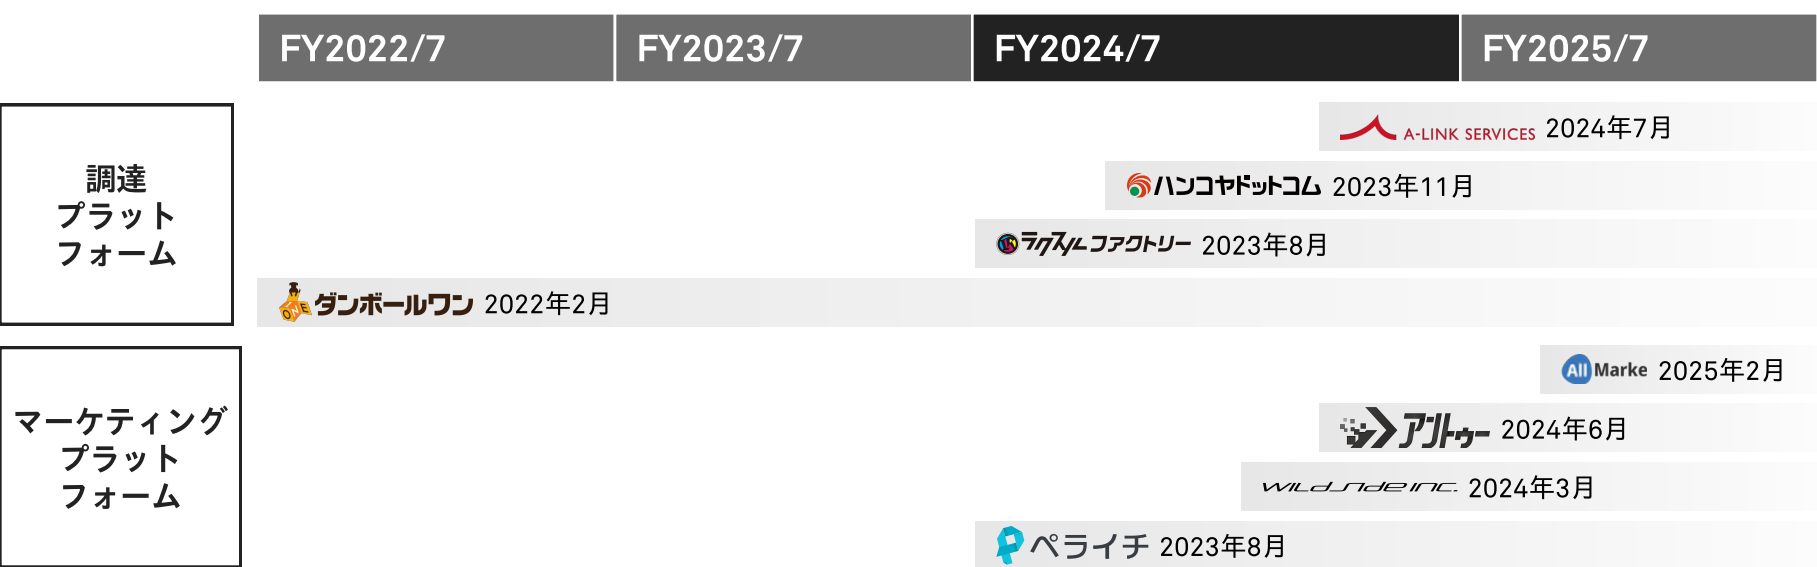 FY2022/7
FY2023/7
FY2024/7
FY2025/7
調達
プラット
フォーム
A-LINK SERVICES 2024年7月
ハンコヤドットコム 2023年11月
ラクスルファクトリー 2023年8月
ONE ダンボールワン 2022年2月
マーケティング
プラット
フォーム
All Marke 2025年2月
アントゥー 2024年6月
WILDSIDE INC. 2024年3月
ペライチ 2023年8月